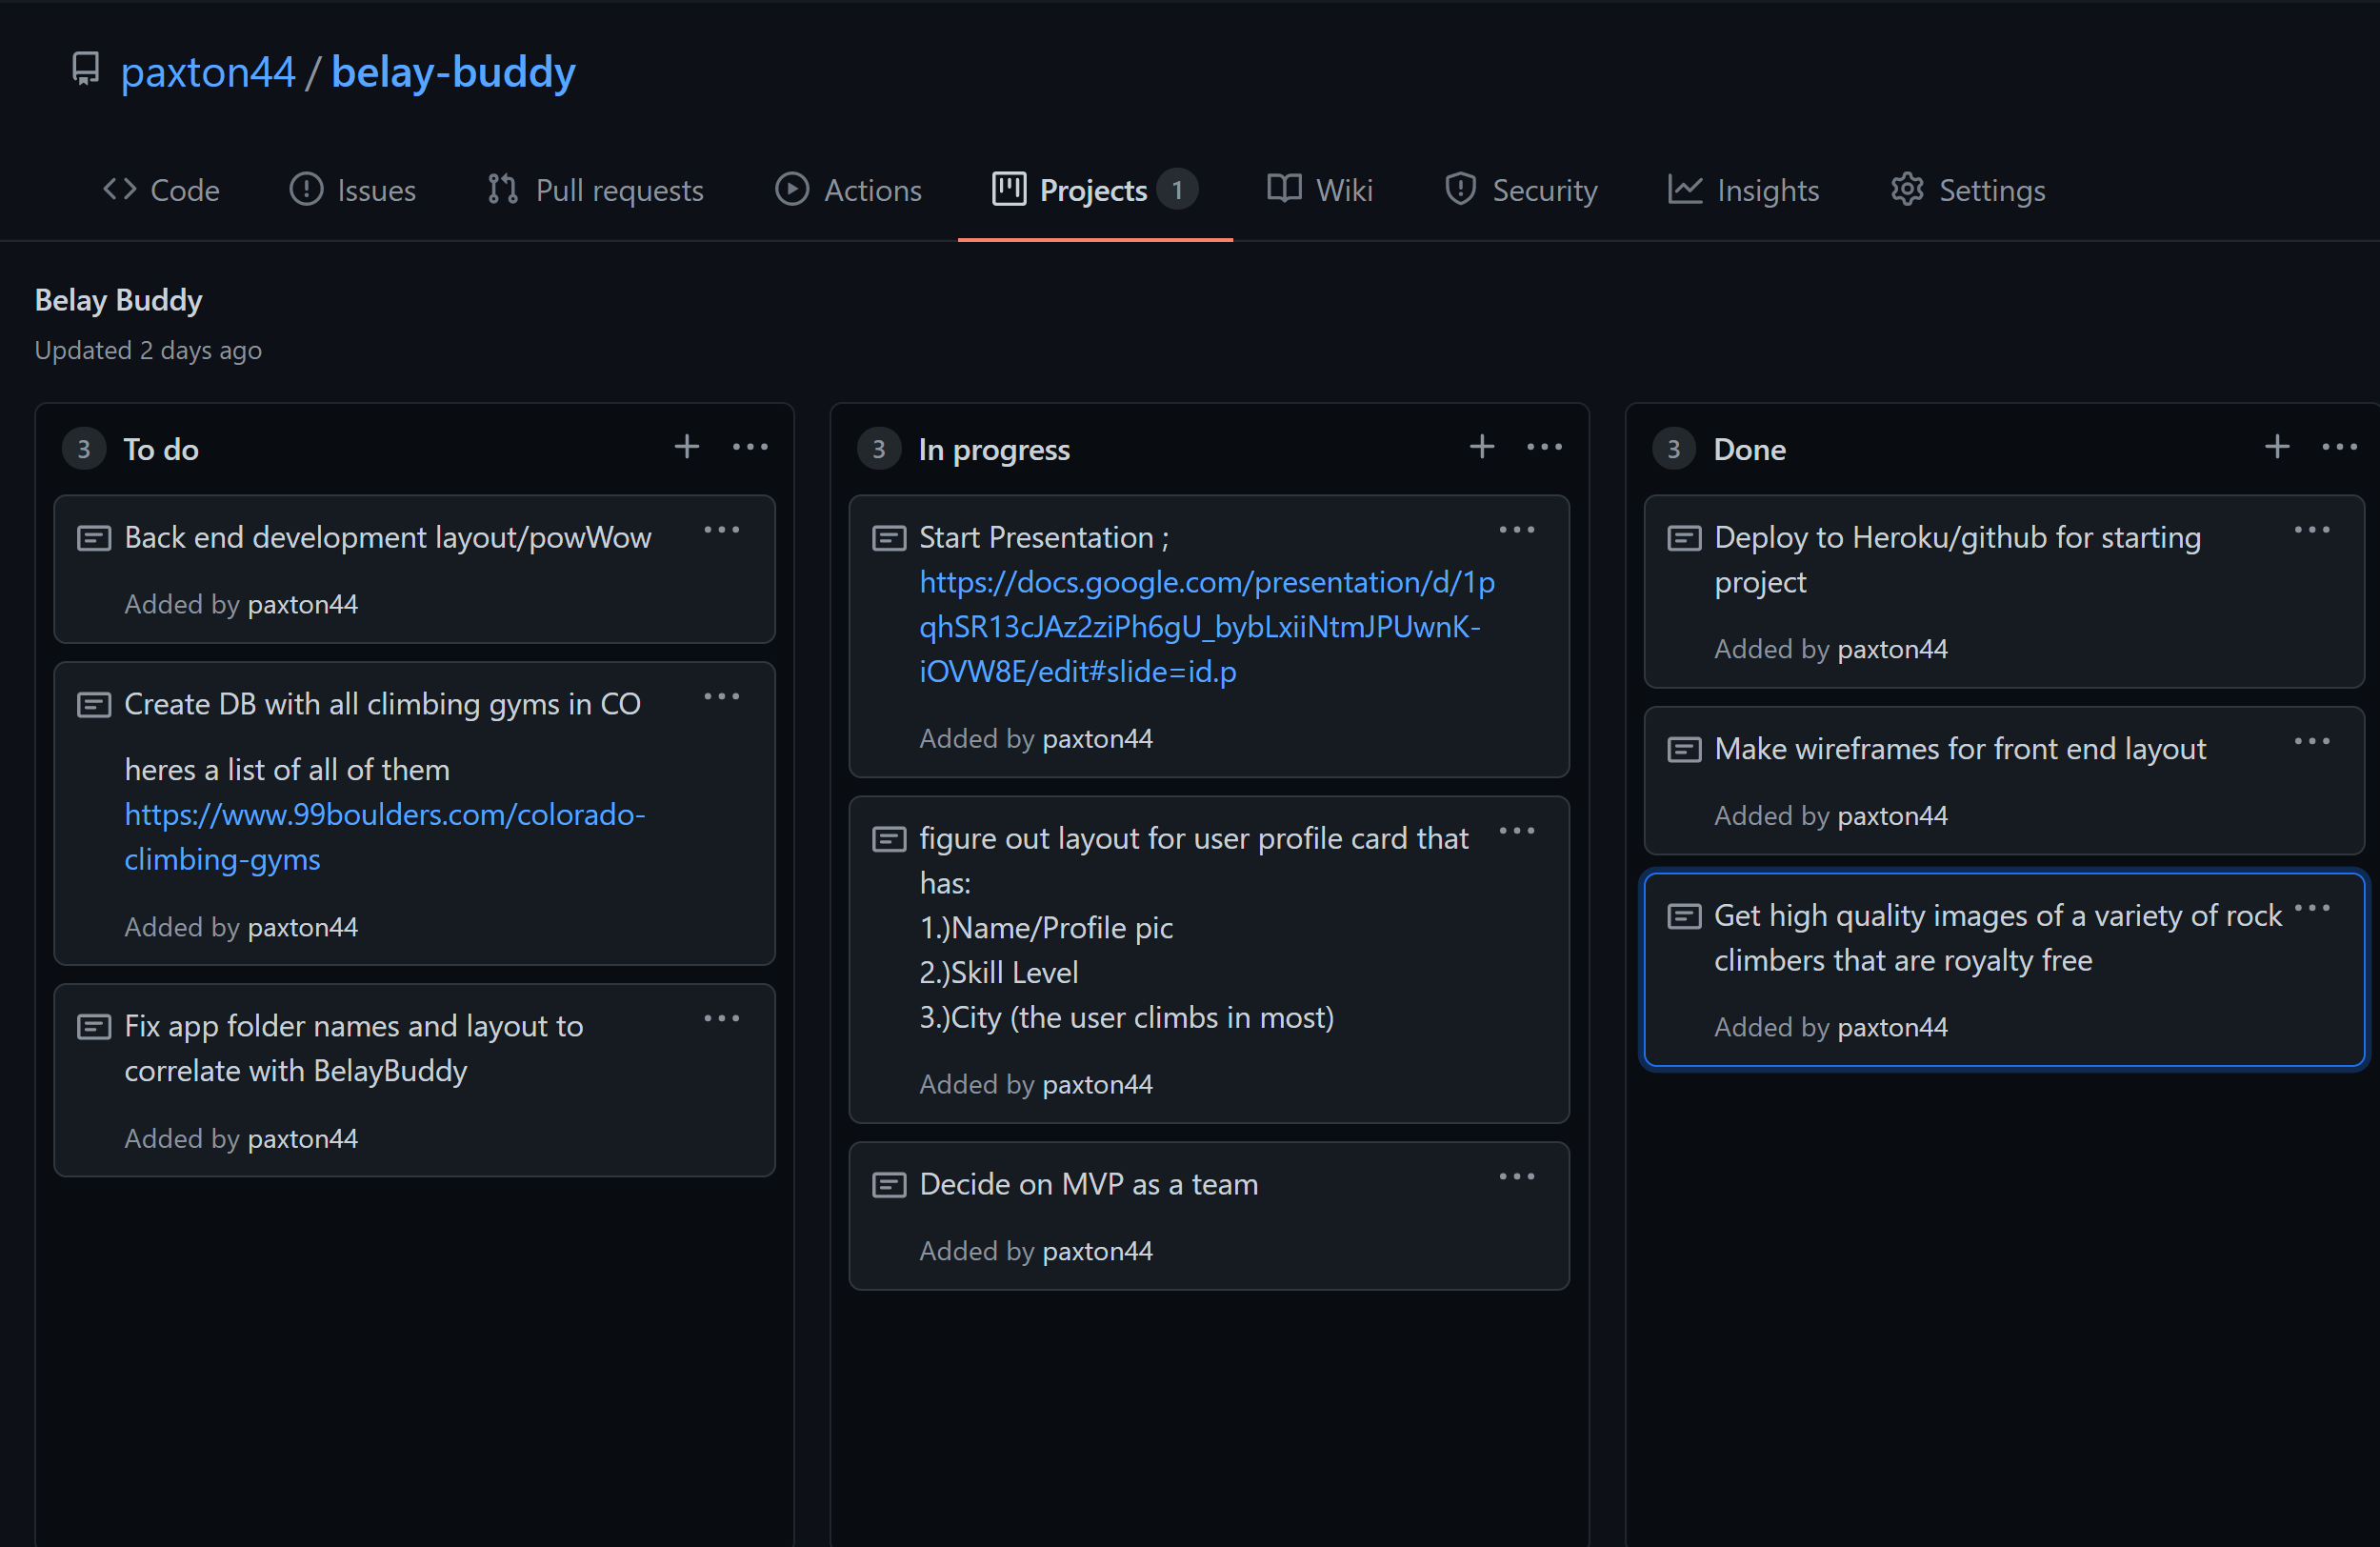 paxton44 / belay-buddy
Code Issues Pull requests Actions Projects 1 Wiki Security Insights Settings
Belay Buddy
Updated 2 days ago
3 To do
Back end development layout/powWow
Added by paxton44
Create DB with all climbing gyms in CO
heres a list of all of them
https://www.99boulders.com/colorado-
climbing-gyms
Added by paxton44
Fix app folder names and layout to
correlate with BelayBuddy
Added by paxton44
3 In progress
Start Presentation ;
https://docs.google.com/presentation/d/1p
qhSR13cJAz2ziPh6gU_bybLxiiNtmJPUwnK-
iOVW8E/edit#slide=id.p
Added by paxton44
figure out layout for user profile card that
has:
1.)Name/Profile pic
2.)Skill Level
3.)City (the user climbs in most)
Added by paxton44
Decide on MVP as a team
Added by paxton44
3 Done
Deploy to Heroku/github for starting
project
Added by paxton44
Make wireframes for front end layout
Added by paxton44
Get high quality images of a variety of rock
climbers that are royalty free
Added by paxton44